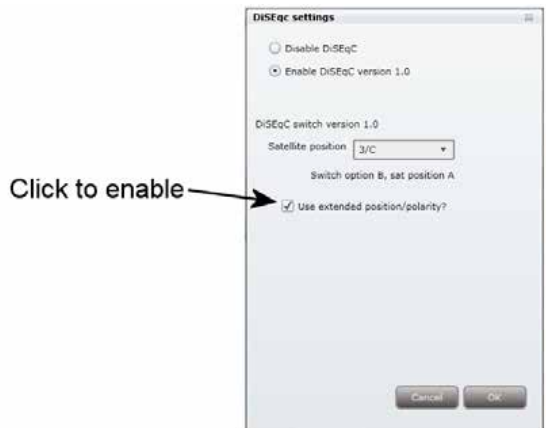 DiSEqc settings
Disable DiSEqC
Enable DiSEqC version 1.0
DiSEqC switch version 1.0
Satellite position 3/C
Switch option B, sat position A
Click to enable
Use extended position/polarity?
Cancel OK